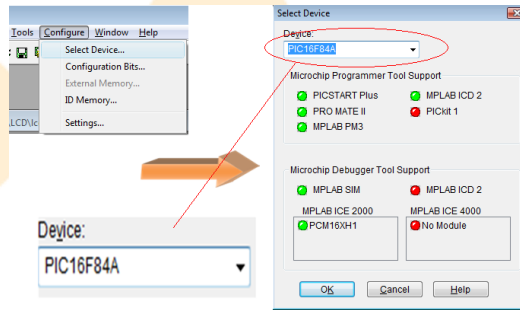 Tools Configure Window Help
Select Device...
Configuration Bits...
External Memory...
ID Memory...
Settings...
Device:
PIC16F84A
Select Device
Device:
PIC16F84A
Microchip Programmer Tool Support
PICSTART Plus MPLAB ICD 2
PRO MATE II PICkit 1
MPLAB PM3
Microchip Debugger Tool Support
MPLAB SIM MPLAB ICD 2
MPLAB ICE 2000 MPLAB ICE 4000
PCM16XH1 No Module
OK Cancel Help